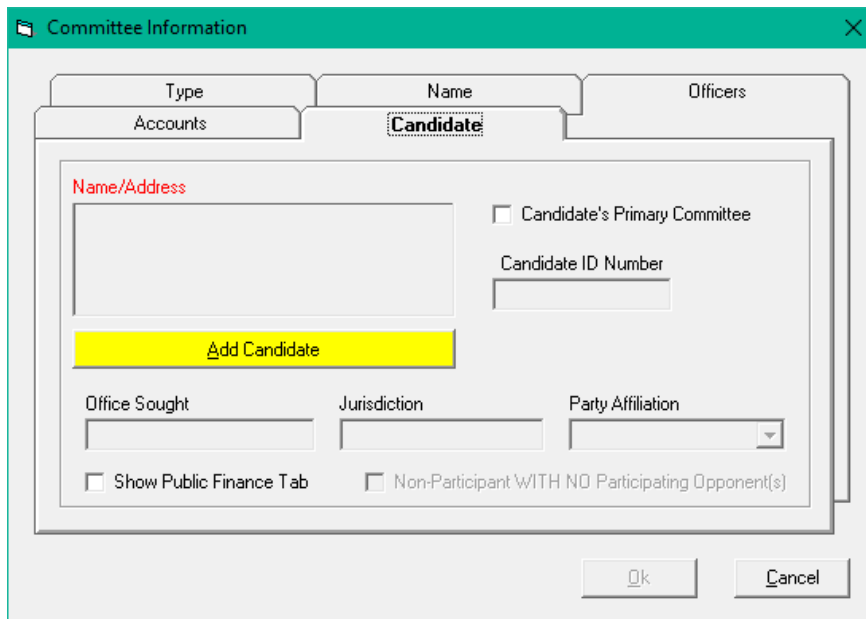 Committee Information
Type
Name
Officers
Accounts
Candidate
Name/Address
Candidate's Primary Committee
Candidate ID Number
Add Candidate
Office Sought
Jurisdiction
Party Affiliation
Show Public Finance Tab
Non-Participant WITH NO Participating Opponent(s)
Ok
Cancel